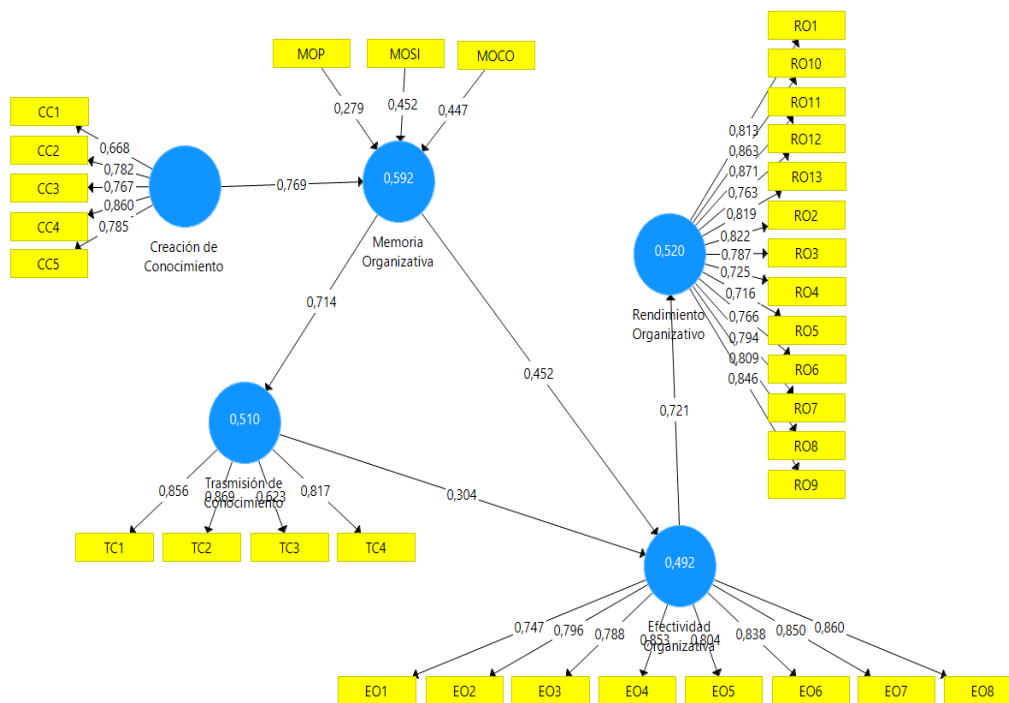 MOP
MOSI
MOCO
0,279
0,452
0,447
CC1
CC2
CC3
CC4
CC5
0,668
0,782
0,767
0,860
0,785
Creación de
Conocimiento
0,769
0,592
Memoria
Organizativa
0,714
0,452
0,510
Trasmisión de
Conocimiento
0,856
0,869
0,623
0,817
TC1
TC2
TC3
TC4
0,304
0,492
Efectividad
Organizativa
0,747
0,796
0,788
0,853
0,804
0,838
0,850
0,860
EO1
EO2
EO3
EO4
EO5
EO6
EO7
EO8
0,721
0,520
Rendimiento
Organizativo
0,813
0,863
0,871
0,763
0,819
0,822
0,787
0,725
0,716
0,766
0,794
0,809
0,846
RO1
RO10
RO11
RO12
RO13
RO2
RO3
RO4
RO5
RO6
RO7
RO8
RO9